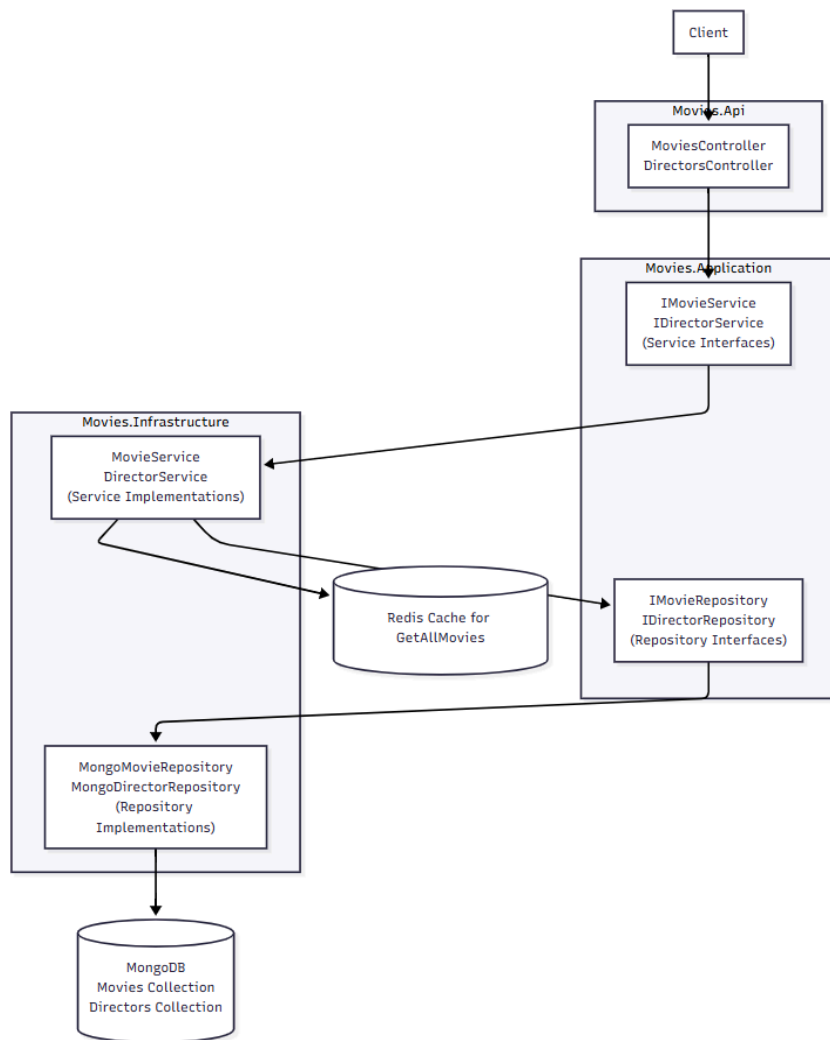 Client
Movies.Api
MoviesController
DirectorsController
Movies.Application
IMovieService
IDirectorService
(Service Interfaces)
Movies.Infrastructure
MovieService
DirectorService
(Service Implementations)
Redis Cache for
GetAllMovies
IMovieRepository
IDirectorRepository
(Repository Interfaces)
MongoMovieRepository
MongoDirectorRepository
(Repository
Implementations)
MongoDB
Movies Collection
Directors Collection